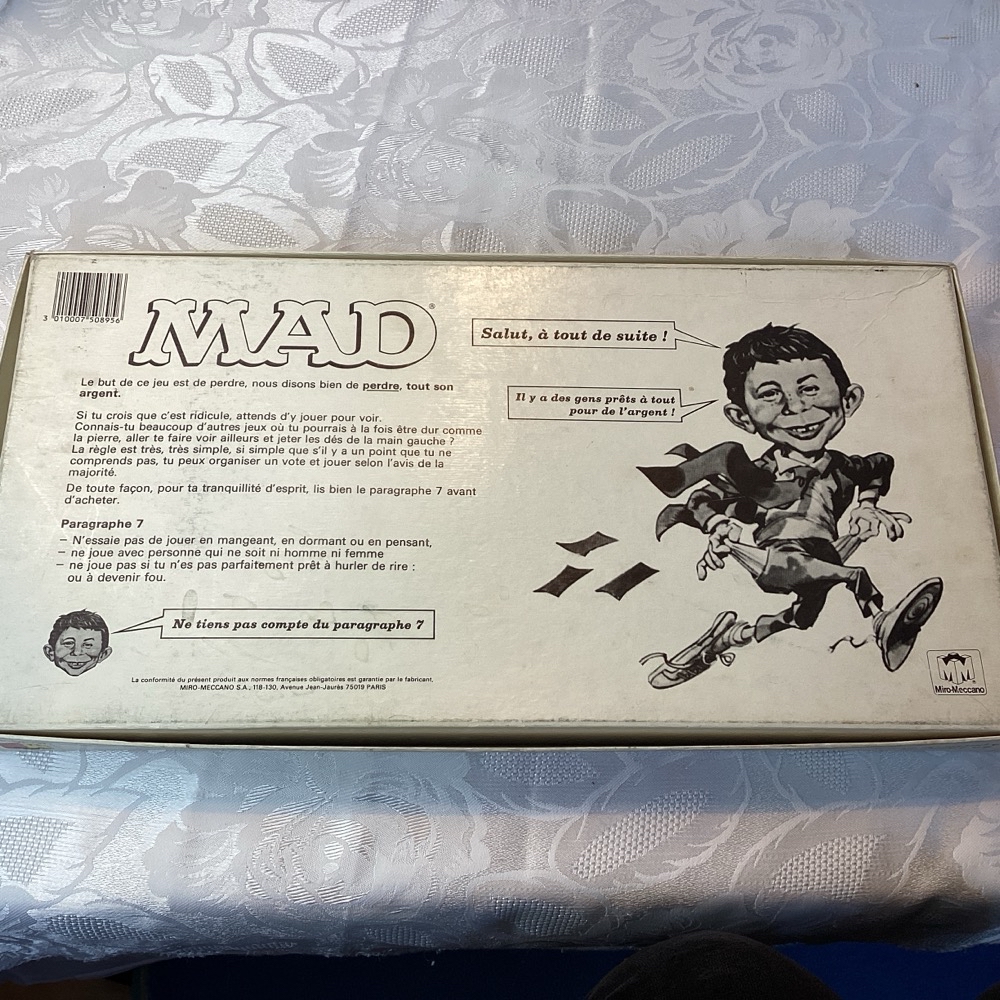 3 010007 508956
MAD®
Le but de ce jeu est de perdre, nous disons bien de perdre, tout son
argent.
Si tu crois que c'est ridicule, attends d'y jouer pour voir.
Connais-tu beaucoup d'autres jeux où tu pourrais à la fois être dur comme
la pierre, aller te faire voir ailleurs et jeter les dés de la main gauche ?
La règle est très, très simple, si simple que s'il y a un point que tu ne
comprends pas, tu peux organiser un vote et jouer selon l'avis de la
majorité.
De toute façon, pour ta tranquillité d'esprit, lis bien le paragraphe 7 avant
d'acheter.
Paragraphe 7
– N'essaie pas de jouer en mangeant, en dormant ou en pensant,
– ne joue avec personne qui ne soit ni homme ni femme
– ne joue pas si tu n'es pas parfaitement prêt à hurler de rire :
ou à devenir fou.
Ne tiens pas compte du paragraphe 7
La conformité du présent produit aux normes françaises obligatoires est garantie par le fabricant,
MIRO-MECCANO S.A., 118-130, Avenue Jean-Jaurès 75019 PARIS
Salut, à tout de suite !
Il y a des gens prêts à tout
pour de l'argent !
Miro-Meccano